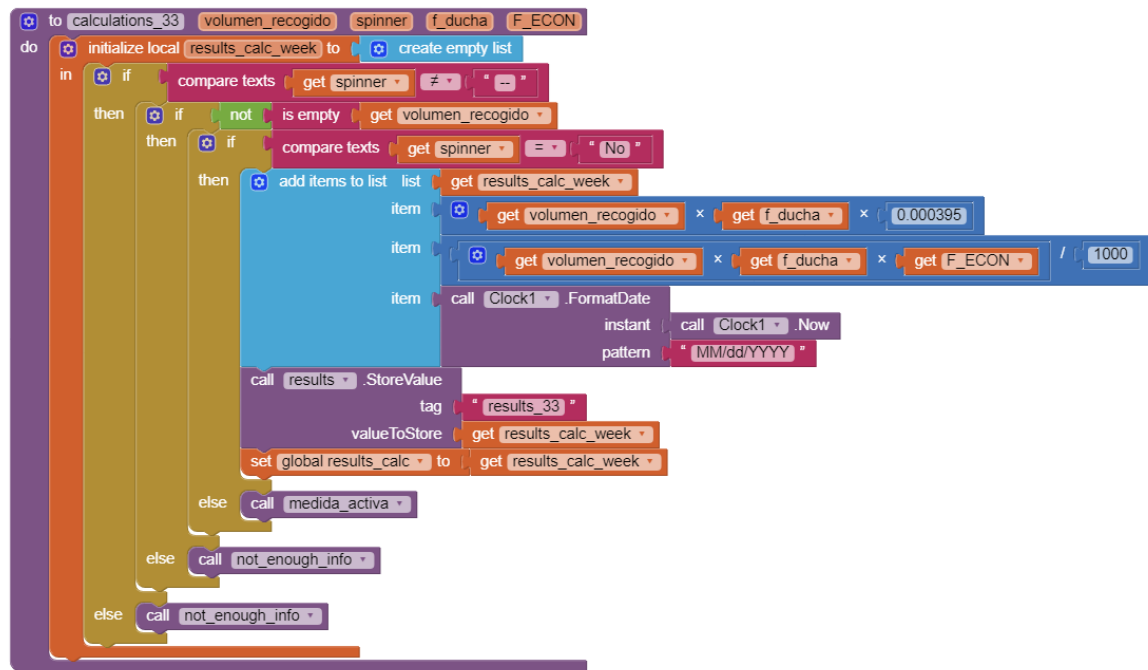 to calculations_33 volumen_recogido spinner f_ducha F_ECON
do initialize local results_calc_week to create empty list
in if compare texts get spinner ≠ " -- "
then if not is empty get volumen_recogido
then if compare texts get spinner = " No "
then add items to list list get results_calc_week
item get volumen_recogido × get f_ducha × 0.000395
item get volumen_recogido × get f_ducha × get F_ECON / 1000
item call Clock1 .FormatDate
instant call Clock1 .Now
pattern " MM/dd/YYYY "
call results .StoreValue
tag " results_33 "
valueToStore get results_calc_week
set global results_calc to get results_calc_week
else call medida_activa
else call not_enough_info
else call not_enough_info